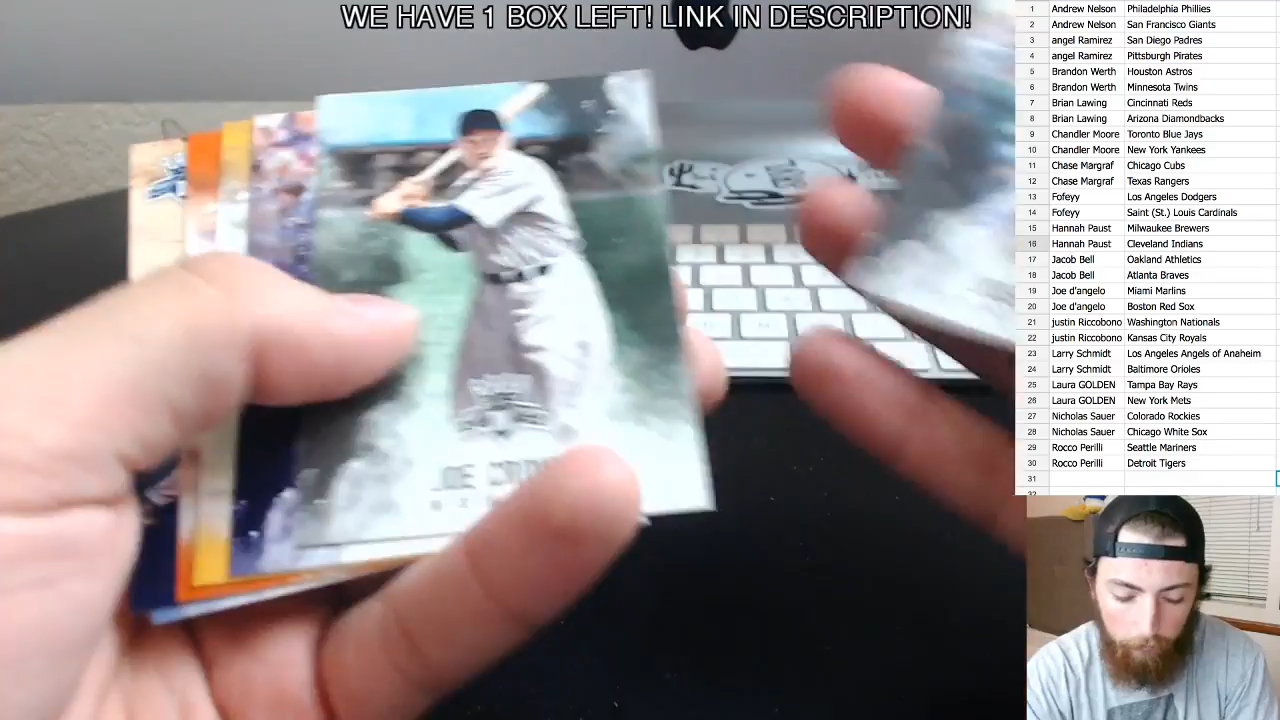 WE HAVE 1 BOX LEFT! LINK IN DESCRIPTION!
1 Andrew Nelson Philadelphia Phillies
2 Andrew Nelson San Francisco Giants
3 angel Ramirez San Diego Padres
4 angel Ramirez Pittsburgh Pirates
5 Brandon Werth Houston Astros
6 Brandon Werth Minnesota Twins
7 Brian Lawing Cincinnati Reds
8 Brian Lawing Arizona Diamondbacks
9 Chandler Moore Toronto Blue Jays
10 Chandler Moore New York Yankees
11 Chase Margraf Chicago Cubs
12 Chase Margraf Texas Rangers
13 Fofeyy Los Angeles Dodgers
14 Fofeyy Saint (St.) Louis Cardinals
15 Hannah Paust Milwaukee Brewers
16 Hannah Paust Cleveland Indians
17 Jacob Bell Oakland Athletics
18 Jacob Bell Atlanta Braves
19 Joe d'angelo Miami Marlins
20 Joe d'angelo Boston Red Sox
21 justin Riccobono Washington Nationals
22 justin Riccobono Kansas City Royals
23 Larry Schmidt Los Angeles Angels of Anaheim
24 Larry Schmidt Baltimore Orioles
25 Laura GOLDEN Tampa Bay Rays
26 Laura GOLDEN New York Mets
27 Nicholas Sauer Colorado Rockies
28 Nicholas Sauer Chicago White Sox
29 Rocco Perilli Seattle Mariners
30 Rocco Perilli Detroit Tigers
31
JOE